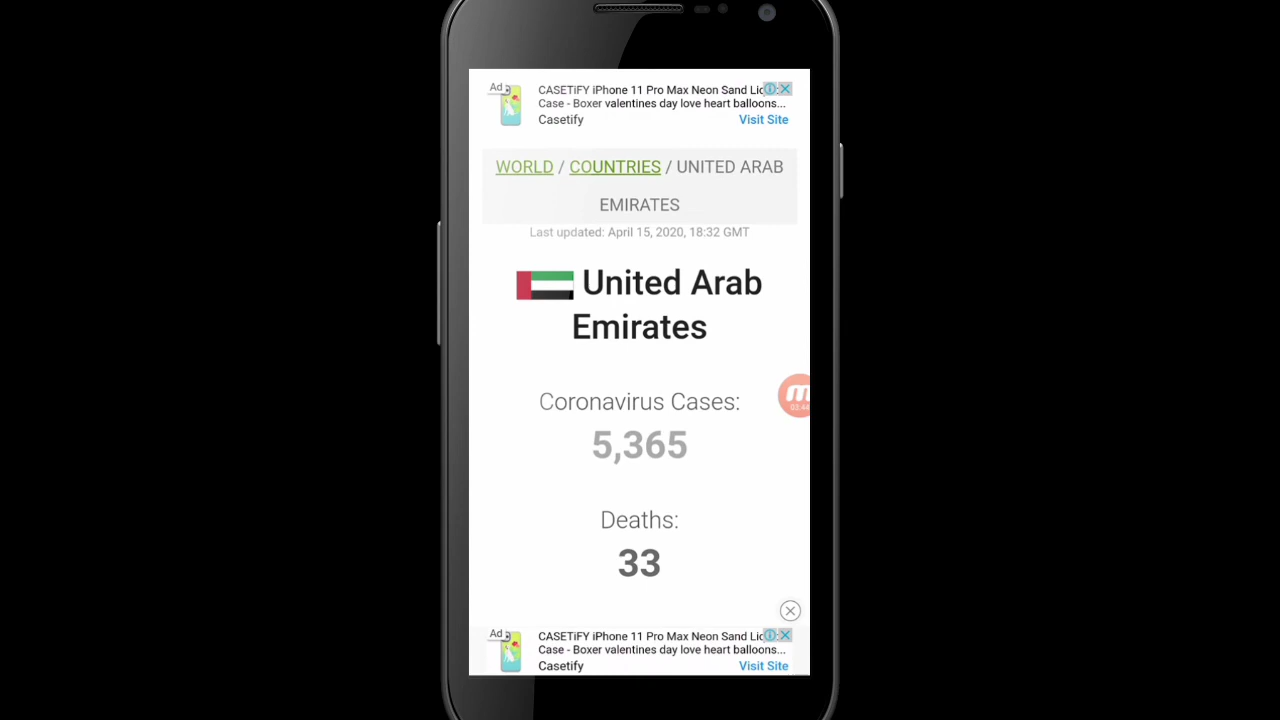 Ad
CASETiFY iPhone 11 Pro Max Neon Sand
Case - Boxer valentines day love heart balloons...
Casetify
Visit Site
WORLD / COUNTRIES / UNITED ARAB
EMIRATES
Last updated: April 15, 2020, 18:32 GMT
United Arab
Emirates
Coronavirus Cases:
03:44
5,365
Deaths:
33
Ad
CASETiFY iPhone 11 Pro Max Neon Sand
Case - Boxer valentines day love heart balloons...
Casetify
Visit Site